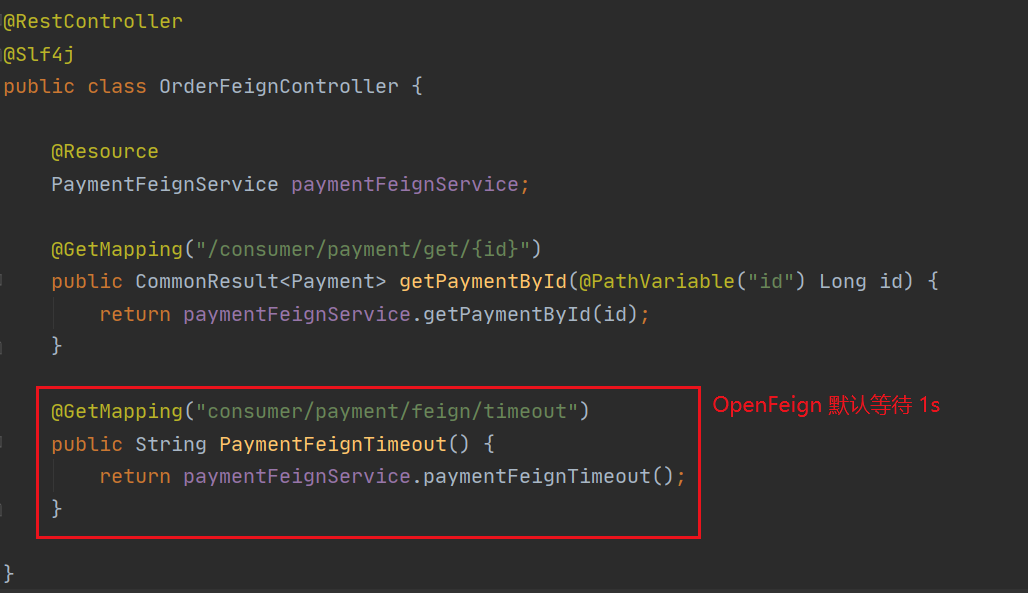 @RestController
@Slf4j
public class OrderFeignController {
@Resource
PaymentFeignService paymentFeignService;
@GetMapping("/consumer/payment/get/{id}")
public CommonResult<Payment> getPaymentById(@PathVariable("id") Long id) {
return paymentFeignService.getPaymentById(id);
}
@GetMapping("consumer/payment/feign/timeout")
OpenFeign 默认等待 1s
public String PaymentFeignTimeout() {
return paymentFeignService.paymentFeignTimeout();
}
}